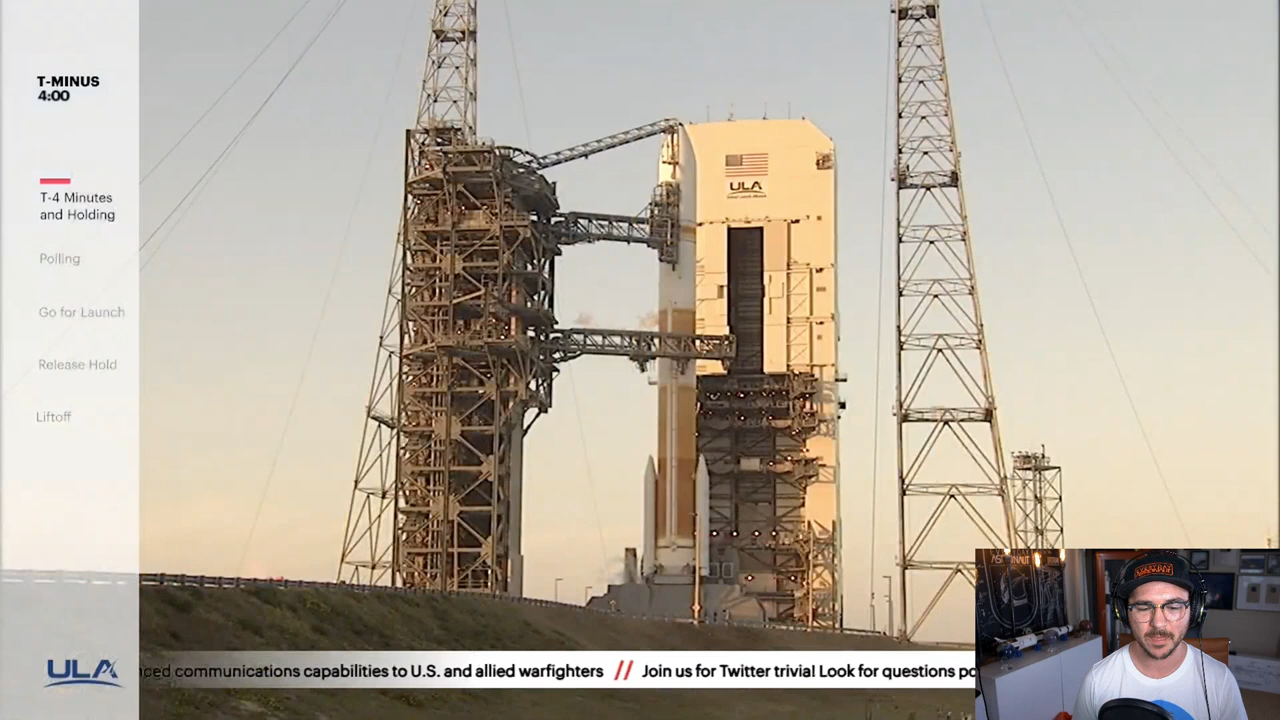 T-MINUS
4:00
T-4 Minutes
and Holding
Polling
Go for Launch
Release Hold
Liftoff
ULA
ULA
nced communications capabilities to U.S. and allied warfighters // Join us for Twitter trivia! Look for questions po